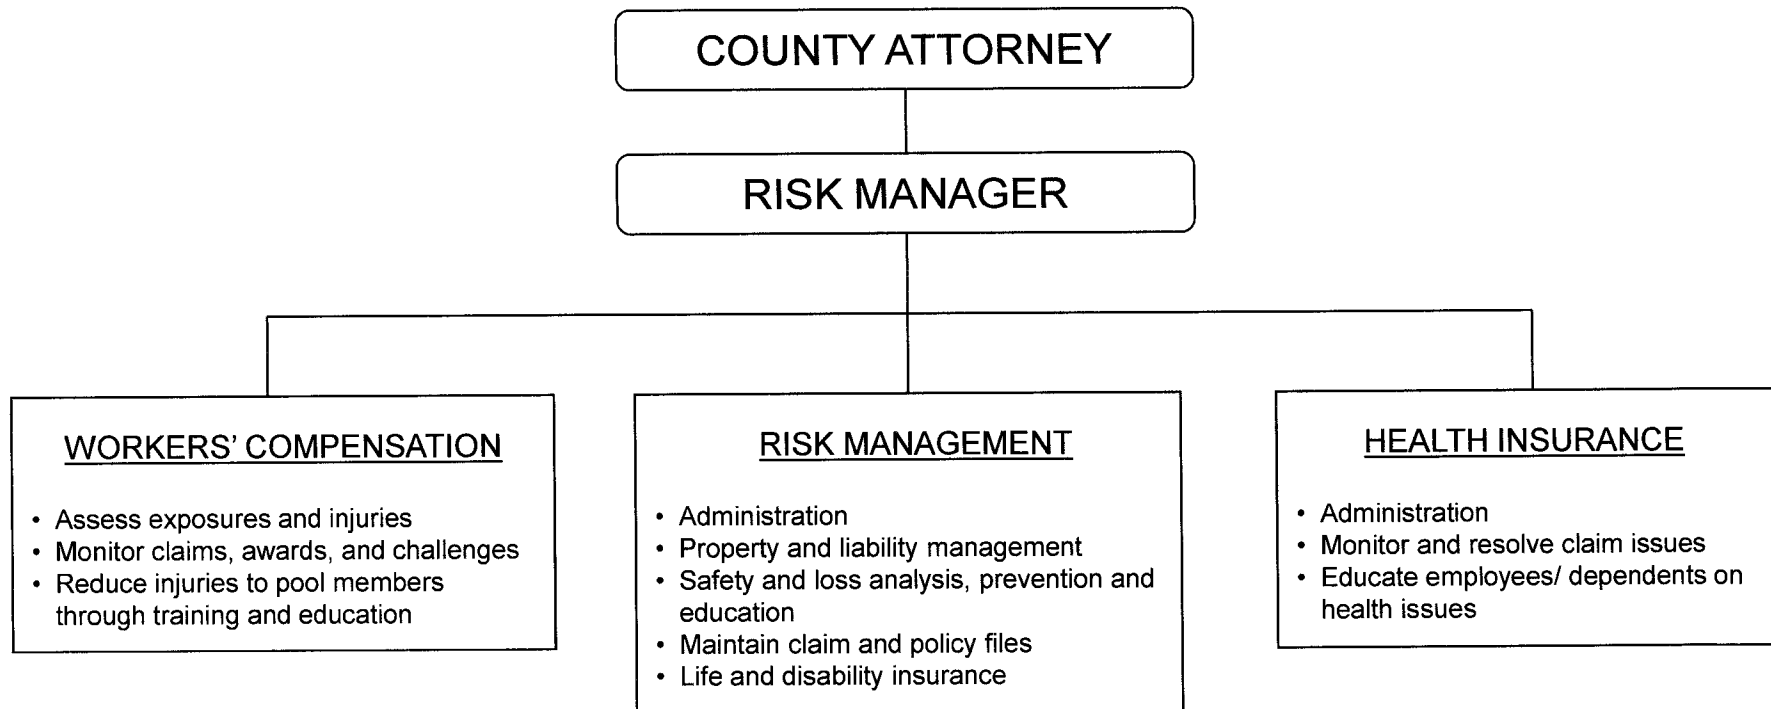 COUNTY ATTORNEY
RISK MANAGER
WORKERS' COMPENSATION
• Assess exposures and injuries
• Monitor claims, awards, and challenges
• Reduce injuries to pool members
through training and education
RISK MANAGEMENT
• Administration
• Property and liability management
• Safety and loss analysis, prevention and
education
• Maintain claim and policy files
• Life and disability insurance
HEALTH INSURANCE
• Administration
• Monitor and resolve claim issues
• Educate employees/ dependents on
health issues